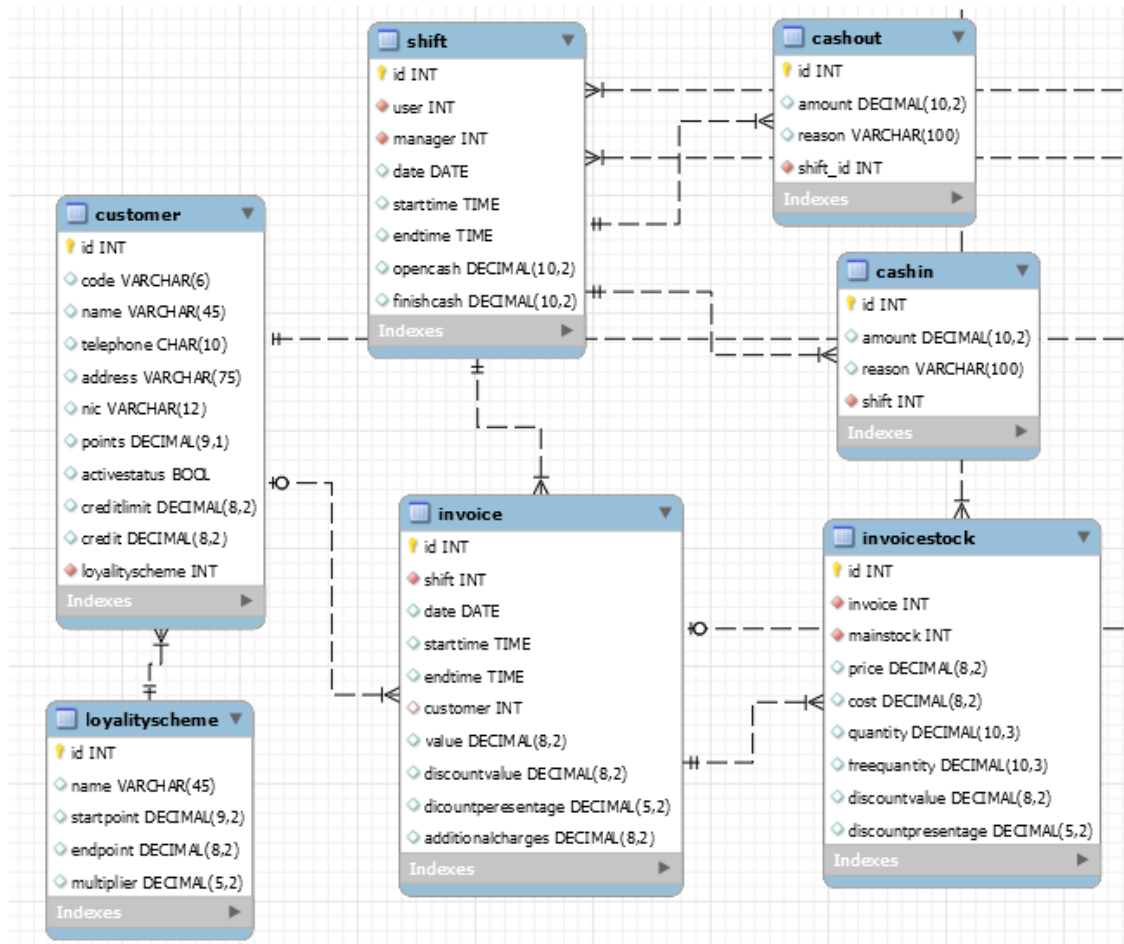 shift
id INT
user INT
manager INT
date DATE
starttime TIME
endtime TIME
opencash DECIMAL(10,2)
finishcash DECIMAL(10,2)
Indexes
cashout
id INT
amount DECIMAL(10,2)
reason VARCHAR(100)
shift_id INT
Indexes
customer
id INT
code VARCHAR(6)
name VARCHAR(45)
telephone CHAR(10)
address VARCHAR(75)
nic VARCHAR(12)
points DECIMAL(9,1)
activestatus BOOL
creditlimit DECIMAL(8,2)
credit DECIMAL(8,2)
loyalityscheme INT
Indexes
cashin
id INT
amount DECIMAL(10,2)
reason VARCHAR(100)
shift INT
Indexes
invoice
id INT
shift INT
date DATE
starttime TIME
endtime TIME
customer INT
value DECIMAL(8,2)
discountvalue DECIMAL(8,2)
dicountperesentage DECIMAL(5,2)
additionalcharges DECIMAL(8,2)
Indexes
invoicestock
id INT
invoice INT
mainstock INT
price DECIMAL(8,2)
cost DECIMAL(8,2)
quantity DECIMAL(10,3)
freequantity DECIMAL(10,3)
discountvalue DECIMAL(8,2)
discountpresentage DECIMAL(5,2)
Indexes
loyalityscheme
id INT
name VARCHAR(45)
startpoint DECIMAL(9,2)
endpoint DECIMAL(8,2)
multiplier DECIMAL(5,2)
Indexes